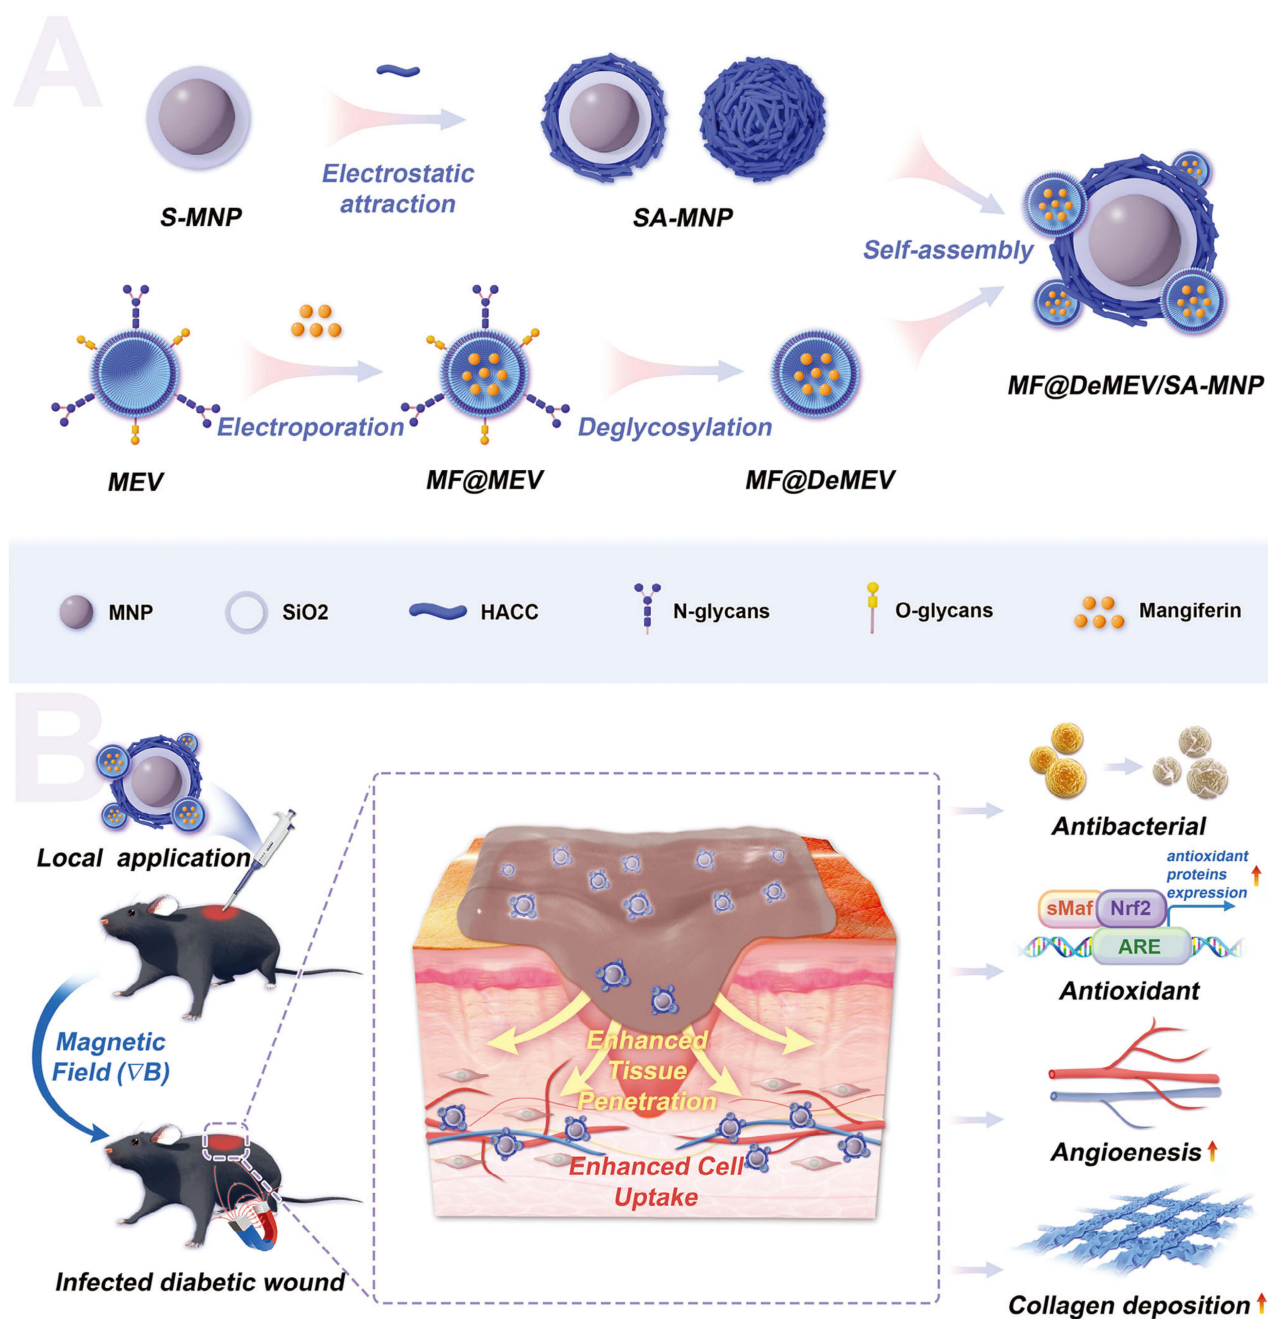 A
Electrostatic
attraction
S-MNP
SA-MNP
Self-assembly
MF@DeMEV/SA-MNP
Electroporation
Deglycosylation
MEV
MF@MEV
MF@DeMEV
MNP
SiO2
HACC
N-glycans
O-glycans
Mangiferin
B
Local application
Magnetic
Field (∇B)
Infected diabetic wound
Enhanced
Tissue
Penetration
Enhanced Cell
Uptake
Antibacterial
antioxidant
proteins
expression
sMaf
Nrf2
ARE
Antioxidant
Angioenesis
Collagen deposition